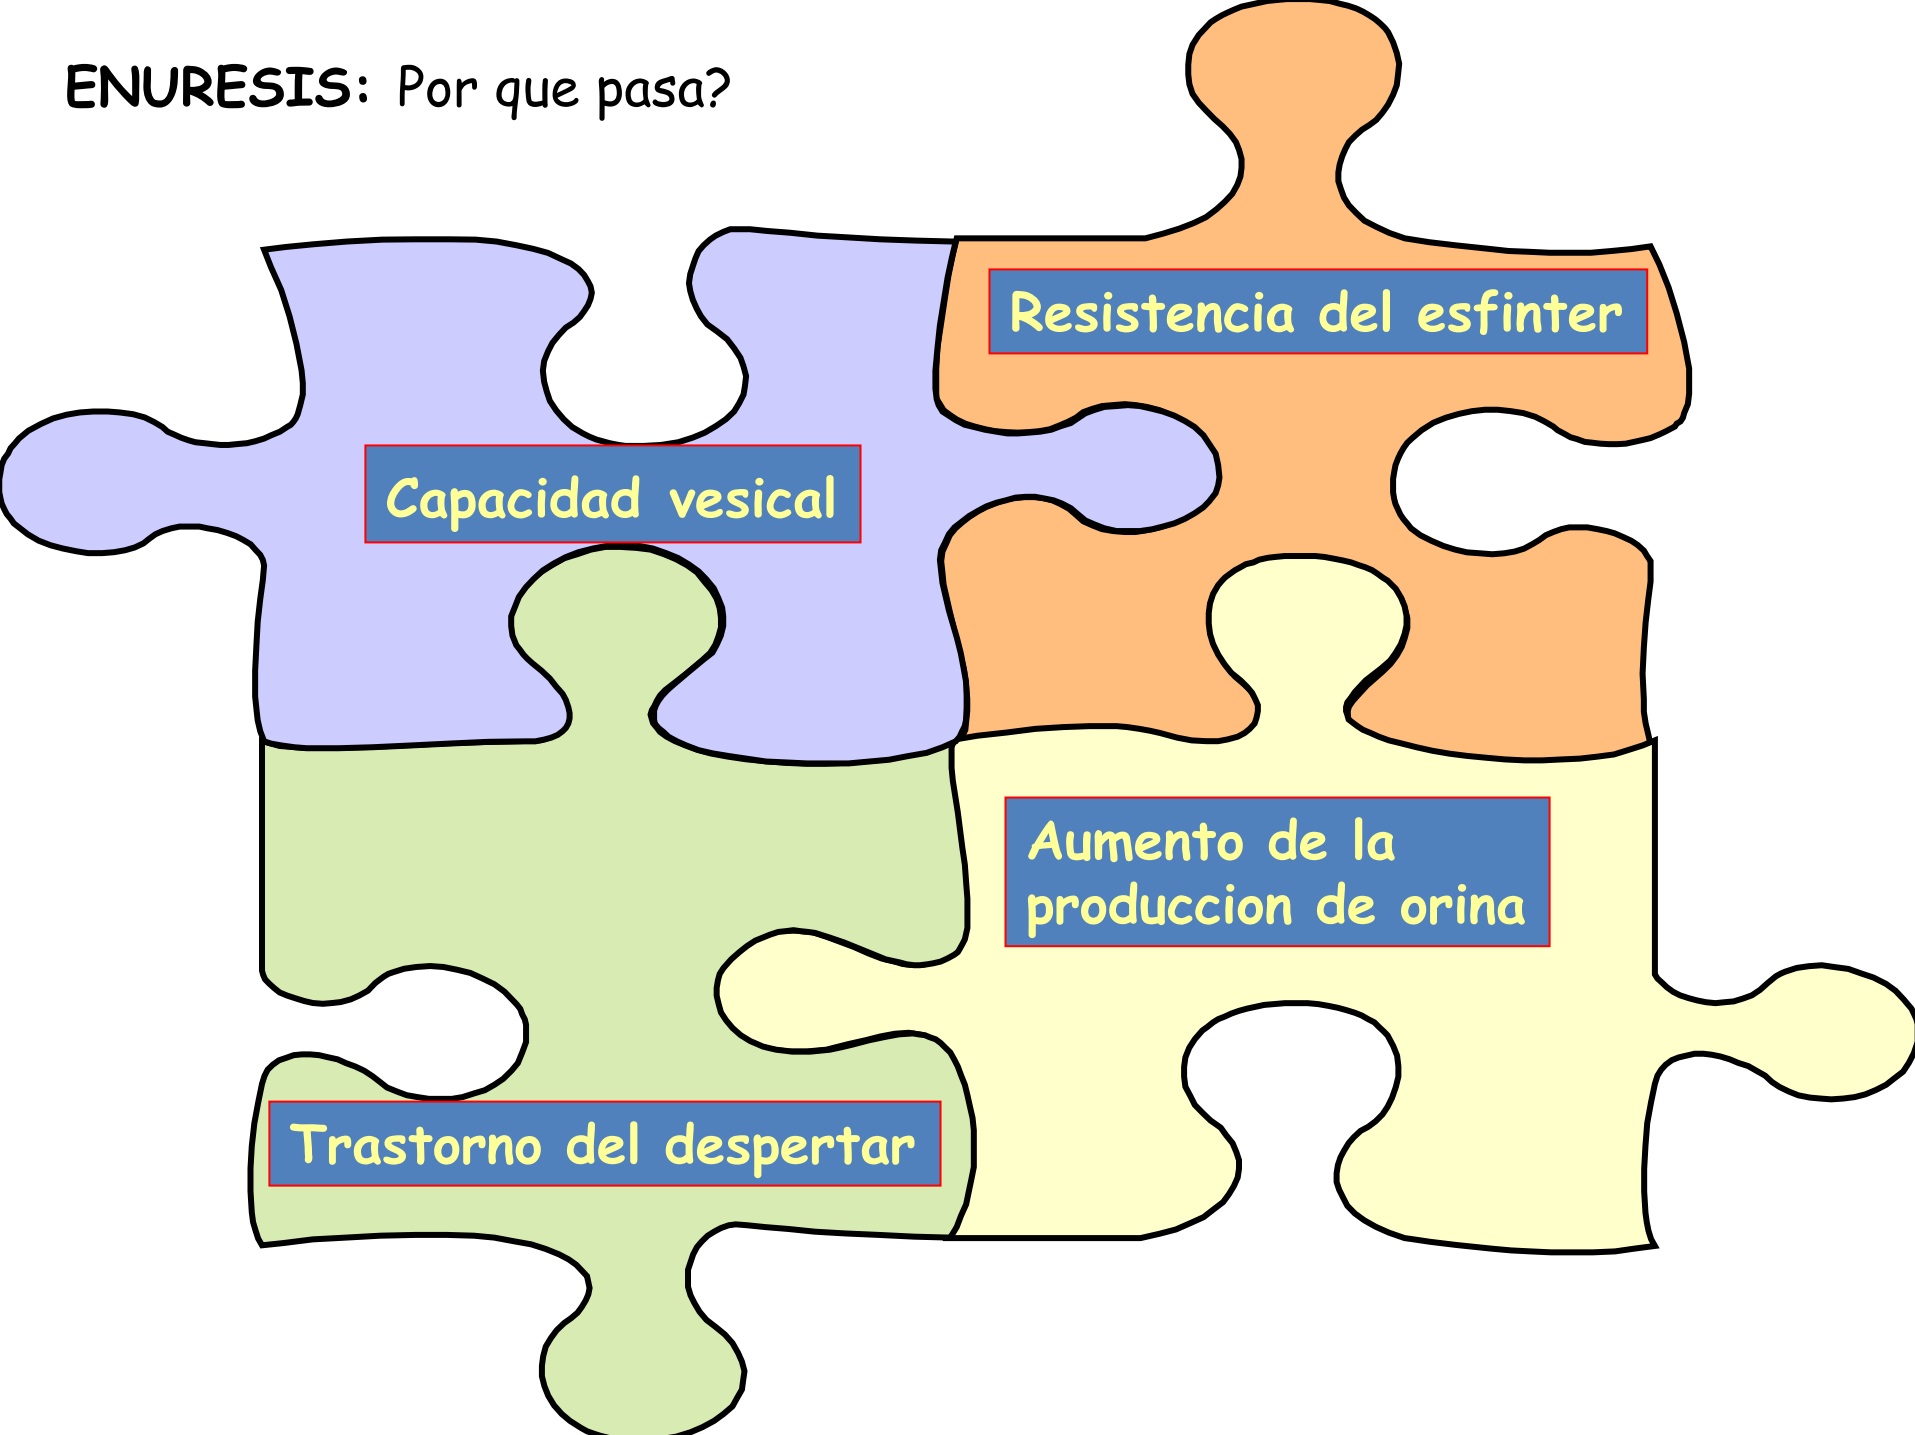 ENURESIS: Por que pasa?
Resistencia del esfinter
Capacidad vesical
Aumento de la
produccion de orina
Trastorno del despertar